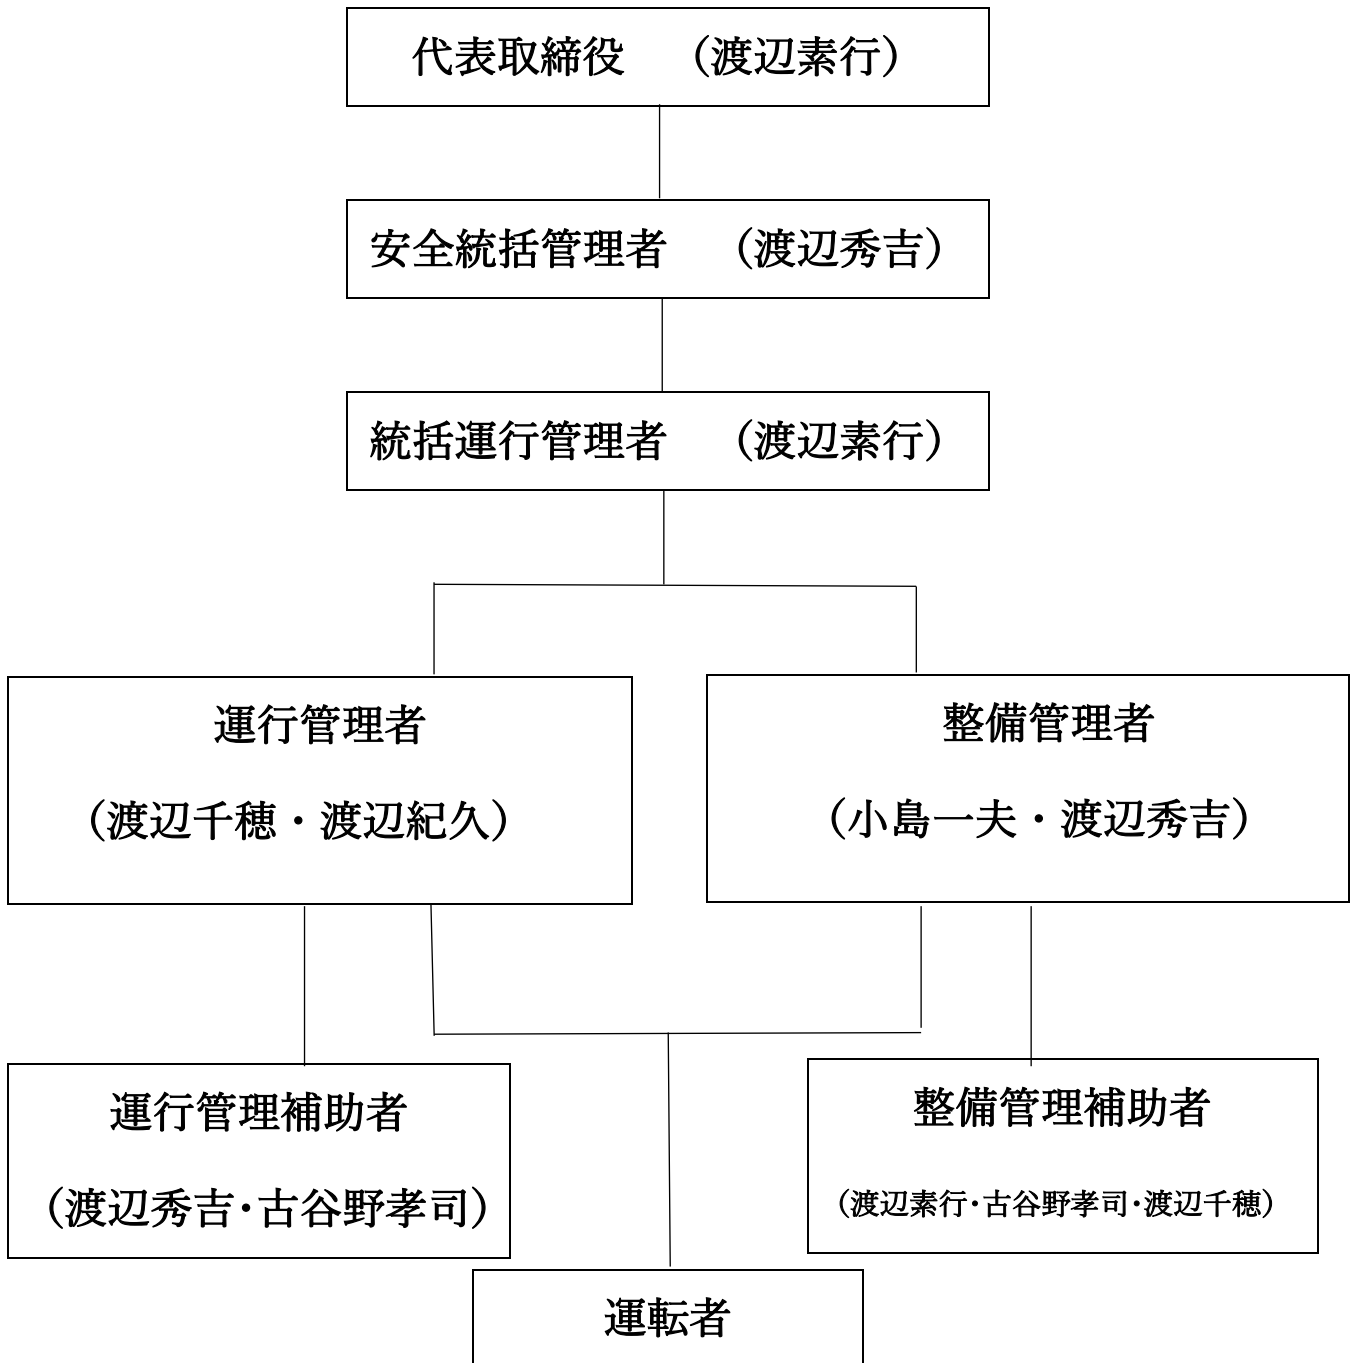 代表取締役　（渡辺素行）
安全統括管理者　（渡辺秀吉）
統括運行管理者　（渡辺素行）
運行管理者
（渡辺千穂・渡辺紀久）
整備管理者
（小島一夫・渡辺秀吉）
運行管理補助者
（渡辺秀吉・古谷野孝司）
整備管理補助者
（渡辺素行・古谷野孝司・渡辺千穂）
運転者